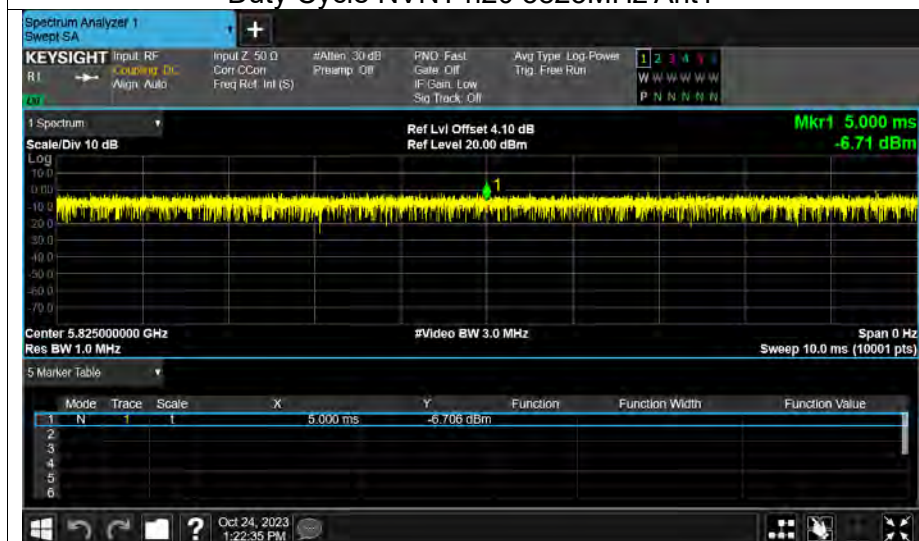 Duty Cycle NVNT n20 5825MHz Ant1
Spectrum Analyzer 1
Swept SA
+
KEYSIGHT
R1
Input: RF
Coupling: DC
Align: Auto
Input Z: 50 Ω
Corr CCorr
Freq Ref: Int (S)
#Atten: 30 dB
Preamp: Off
PNO: Fast
Gate: Off
IF Gain: Low
Sig Track: Off
Avg Type: Log-Power
Trig: Free Run
1 2 3 4 5 6
W W W W W W
P N N N N N
1 Spectrum
Scale/Div 10 dB
Ref Lvl Offset 4.10 dB
Ref Level 20.00 dBm
Mkr1 5.000 ms
-6.71 dBm
Log
10.0
0.00
-10.0
-20.0
-30.0
-40.0
-50.0
-60.0
-70.0
1
Center 5.825000000 GHz
Res BW 1.0 MHz
#Video BW 3.0 MHz
Span 0 Hz
Sweep 10.0 ms (10001 pts)
5 Marker Table
Mode Trace Scale X Y Function Function Width Function Value
1 N 1 t 5.000 ms -6.706 dBm
2
3
4
5
6
?
Oct 24, 2023
1:22:35 PM